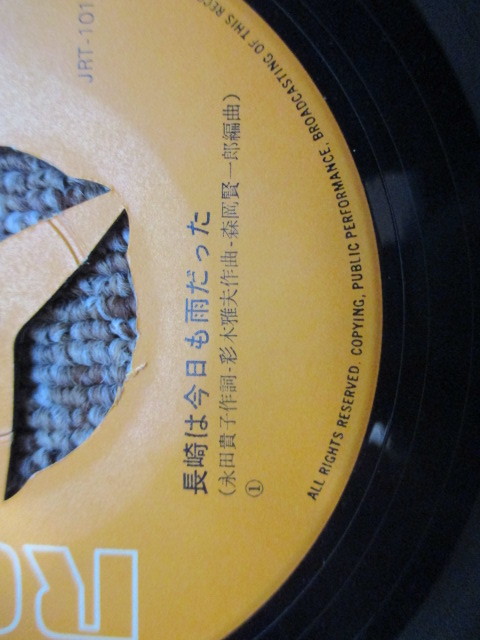 JRT-101
長崎は今日も雨だった
(永田貴子作詞-彩木雅夫作曲-森岡賢一郎編曲)
①
ALL RIGHTS RESERVED. COPYING, PUBLIC PERFORMANCE, BROADCASTING OF THIS REC